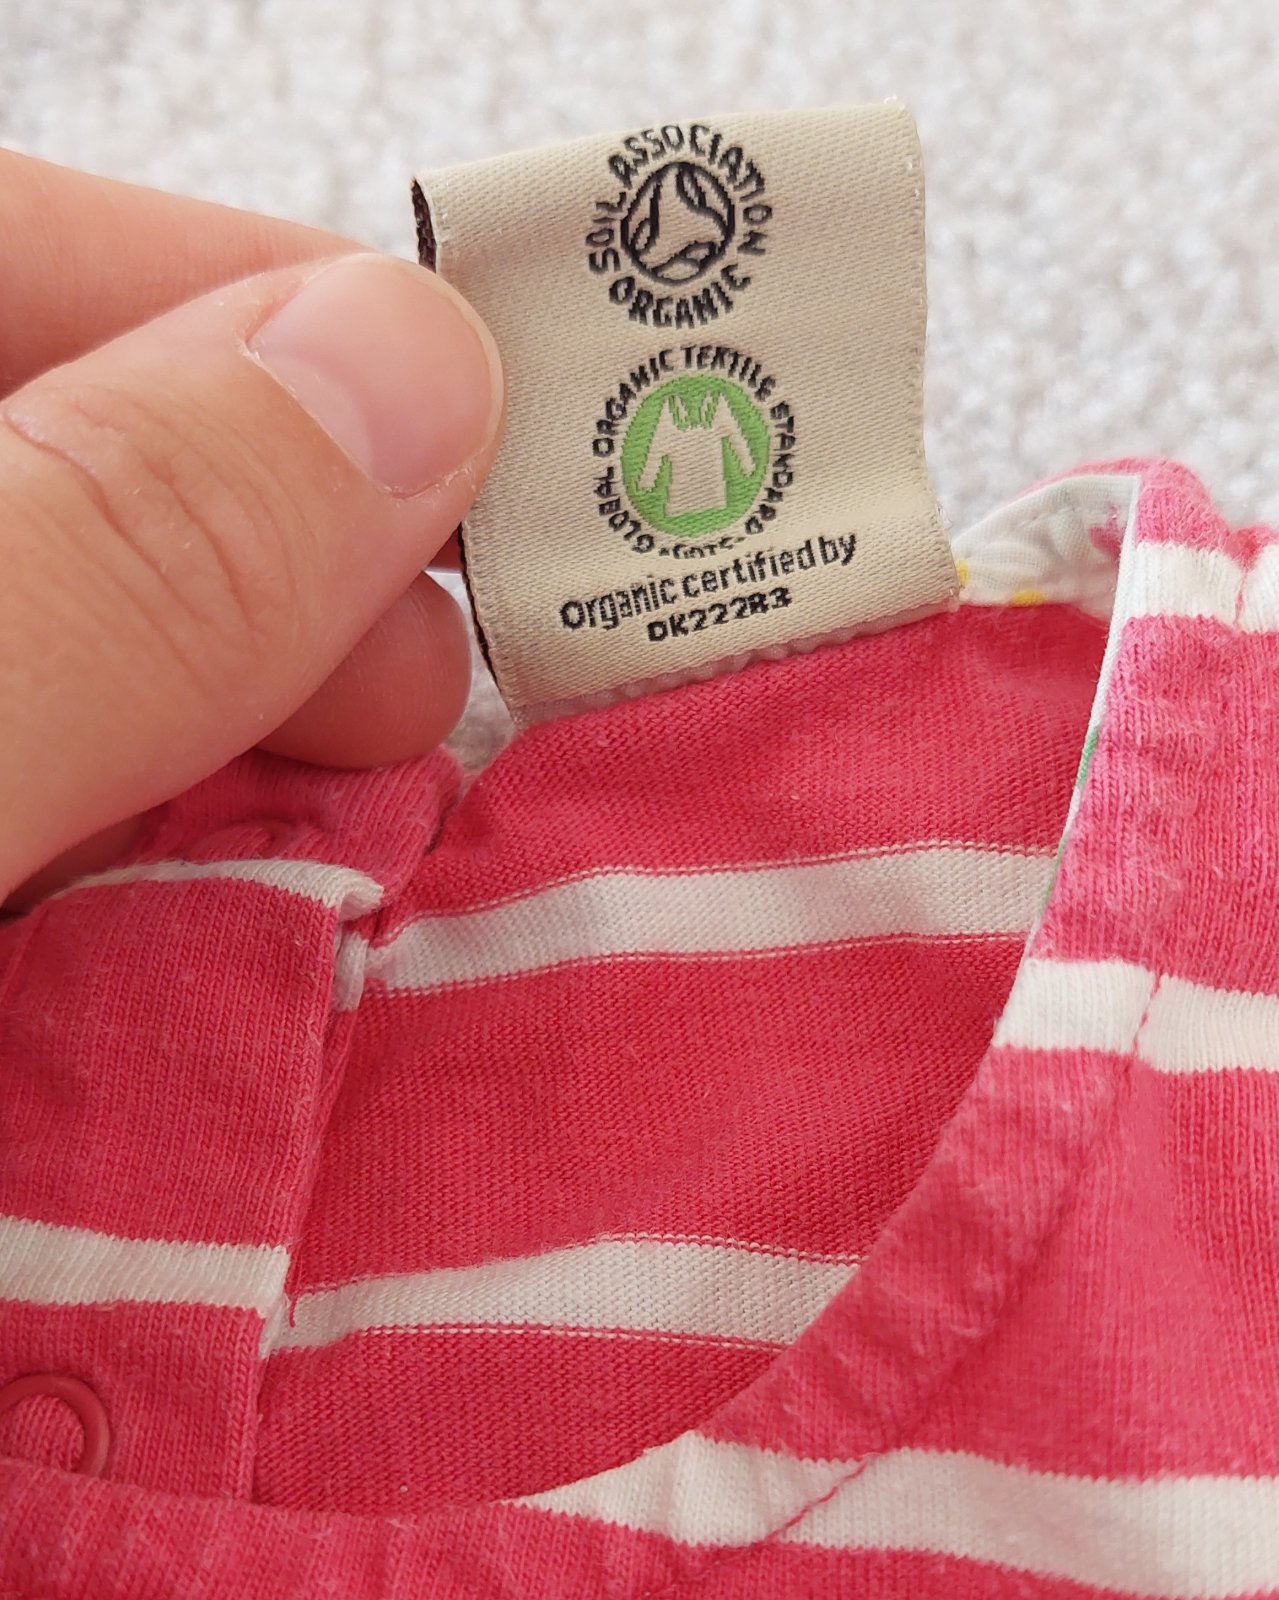 SOIL ASSOCIATION
ORGANIC
GLOBAL ORGANIC TEXTILE STANDARD
• GOTS •
Organic certified by
DK22283